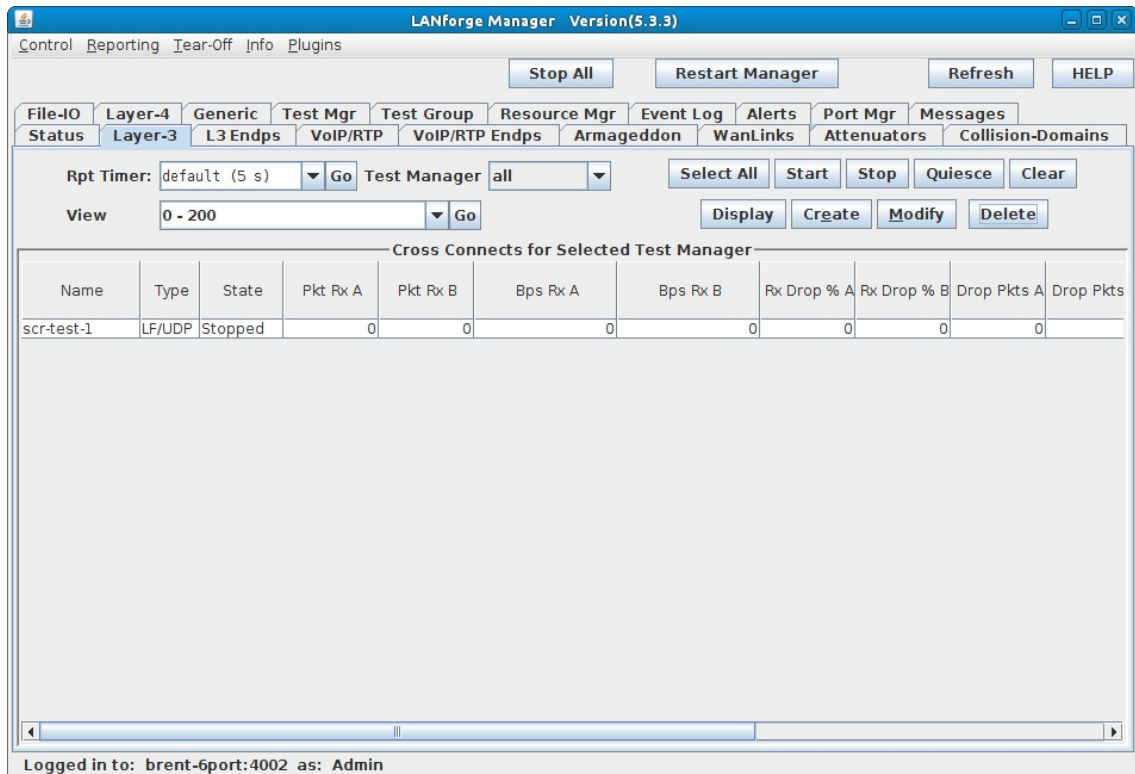 LANforge Manager Version(5.3.3)
Control Reporting Tear-Off Info Plugins
Stop All Restart Manager Refresh HELP
File-IO Layer-4 Generic Test Mgr Test Group Resource Mgr Event Log Alerts Port Mgr Messages
Status Layer-3 L3 Endps VoIP/RTP VoIP/RTP Endps Armageddon WanLinks Attenuators Collision-Domains
Rpt Timer: default (5 s) Go Test Manager all Select All Start Stop Quiesce Clear
View 0 - 200 Go Display Create Modify Delete
Cross Connects for Selected Test Manager
Name Type State Pkt Rx A Pkt Rx B Bps Rx A Bps Rx B Rx Drop % A Rx Drop % B Drop Pkts A Drop Pkts
scr-test-1 LF/UDP Stopped 0 0 0 0 0 0 0
Logged in to: brent-6port:4002 as: Admin